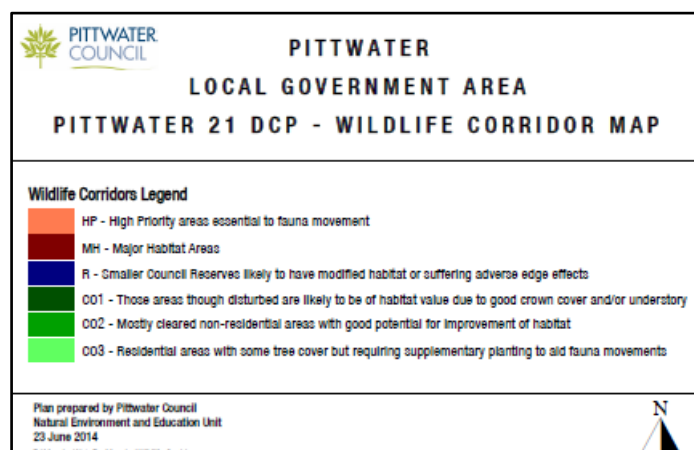 PITTWATER
COUNCIL
PITTWATER
LOCAL GOVERNMENT AREA
PITTWATER 21 DCP - WILDLIFE CORRIDOR MAP
Wildlife Corridors Legend
HP - High Priority areas essential to fauna movement
MH - Major Habitat Areas
R - Smaller Council Reserves likely to have modified habitat or suffering adverse edge effects
CO1 - Those areas though disturbed are likely to be of habitat value due to good crown cover and/or understory
CO2 - Mostly cleared non-residential areas with good potential for improvement of habitat
CO3 - Residential areas with some tree cover but requiring supplementary planting to aid fauna movements
Plan prepared by Pittwater Council
Natural Environment and Education Unit
23 June 2014
N